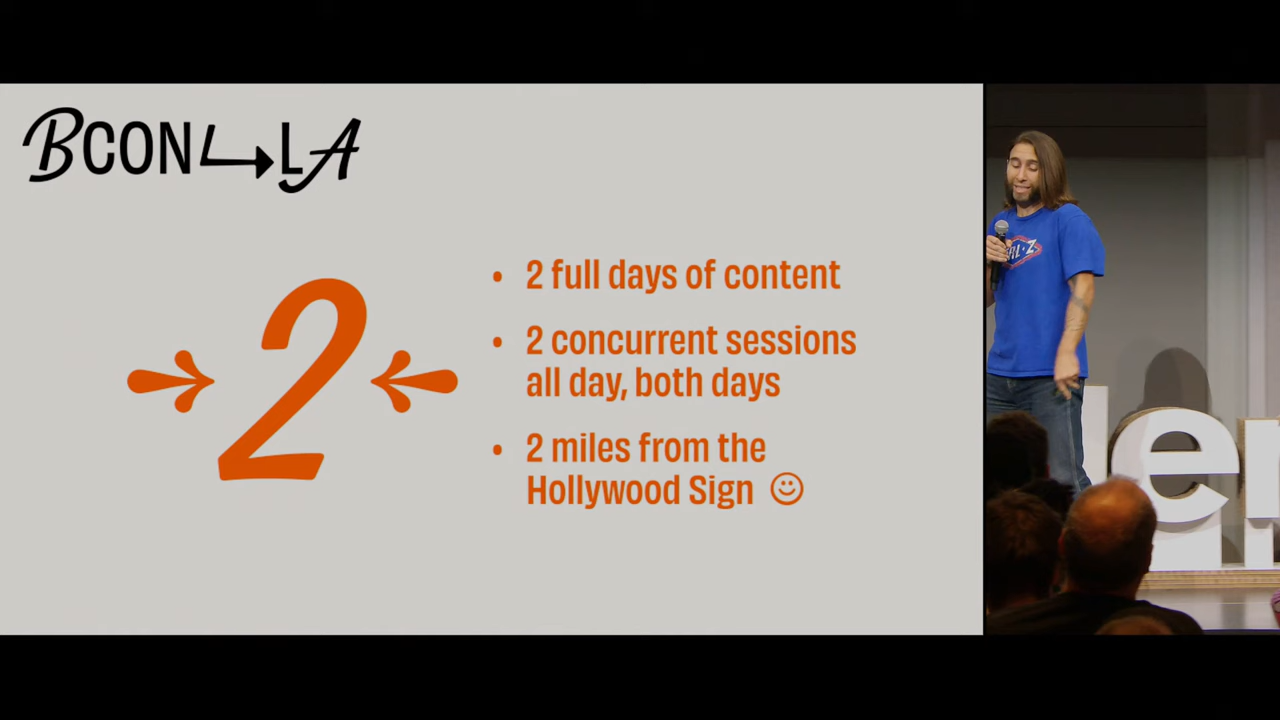 BCON LA
2
• 2 full days of content
• 2 concurrent sessions
all day, both days
• 2 miles from the
Hollywood Sign ☺